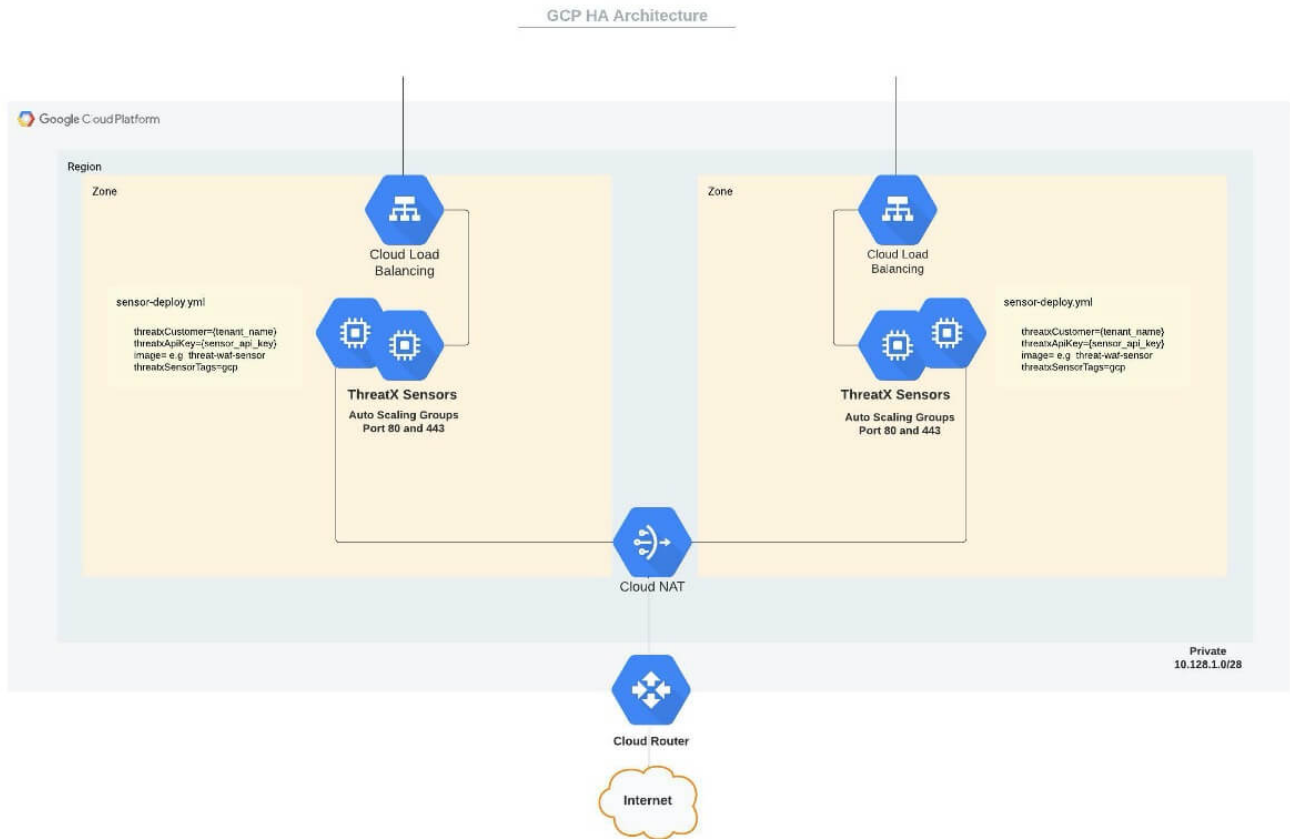 GCP HA Architecture
Google Cloud Platform
Region
Zone
Cloud Load
Balancing
sensor-deploy.yml
threatxCustomer={tenant_name}
threatxApiKey={sensor_api_key}
image= e.g threat-waf-sensor
threatxSensorTags=gcp
ThreatX Sensors
Auto Scaling Groups
Port 80 and 443
Zone
Cloud Load
Balancing
sensor-deploy.yml
threatxCustomer={tenant_name}
threatxApiKey={sensor_api_key}
image= e.g threat-waf-sensor
threatxSensorTags=gcp
ThreatX Sensors
Auto Scaling Groups
Port 80 and 443
Cloud NAT
Private
10.128.1.0/28
Cloud Router
Internet